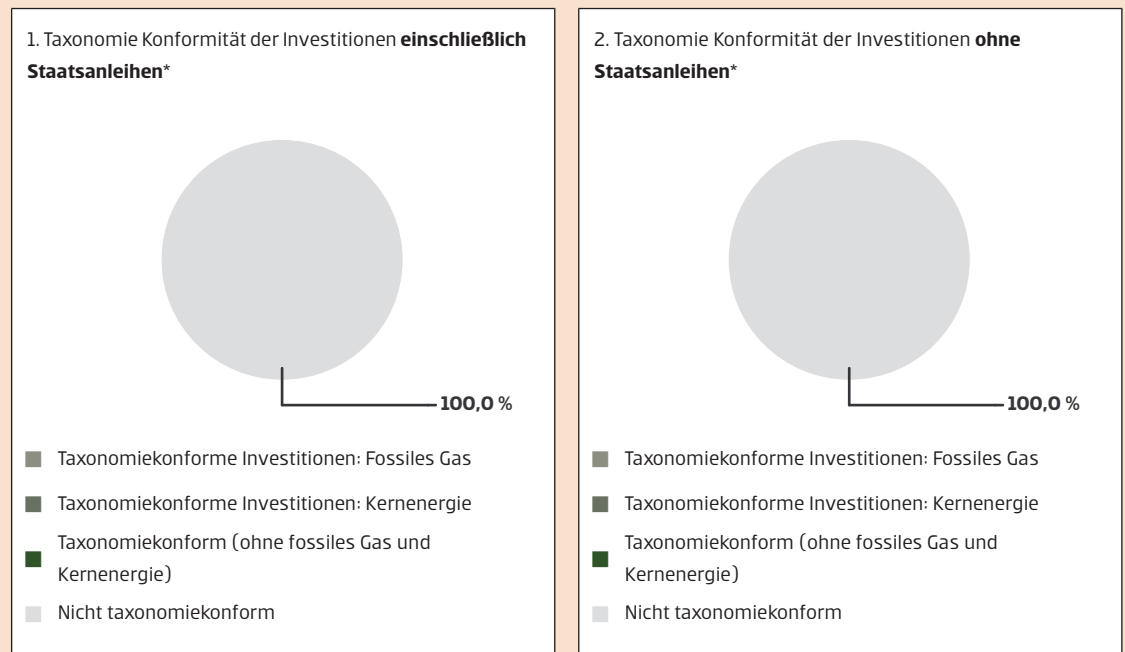 1. Taxonomie Konformität der Investitionen einschließlich
Staatsanleihen*
100,0 %
Taxonomiekonforme Investitionen: Fossiles Gas
Taxonomiekonforme Investitionen: Kernenergie
Taxonomiekonform (ohne fossiles Gas und
Kernenergie)
Nicht taxonomiekonform
2. Taxonomie Konformität der Investitionen ohne
Staatsanleihen*
100,0 %
Taxonomiekonforme Investitionen: Fossiles Gas
Taxonomiekonforme Investitionen: Kernenergie
Taxonomiekonform (ohne fossiles Gas und
Kernenergie)
Nicht taxonomiekonform